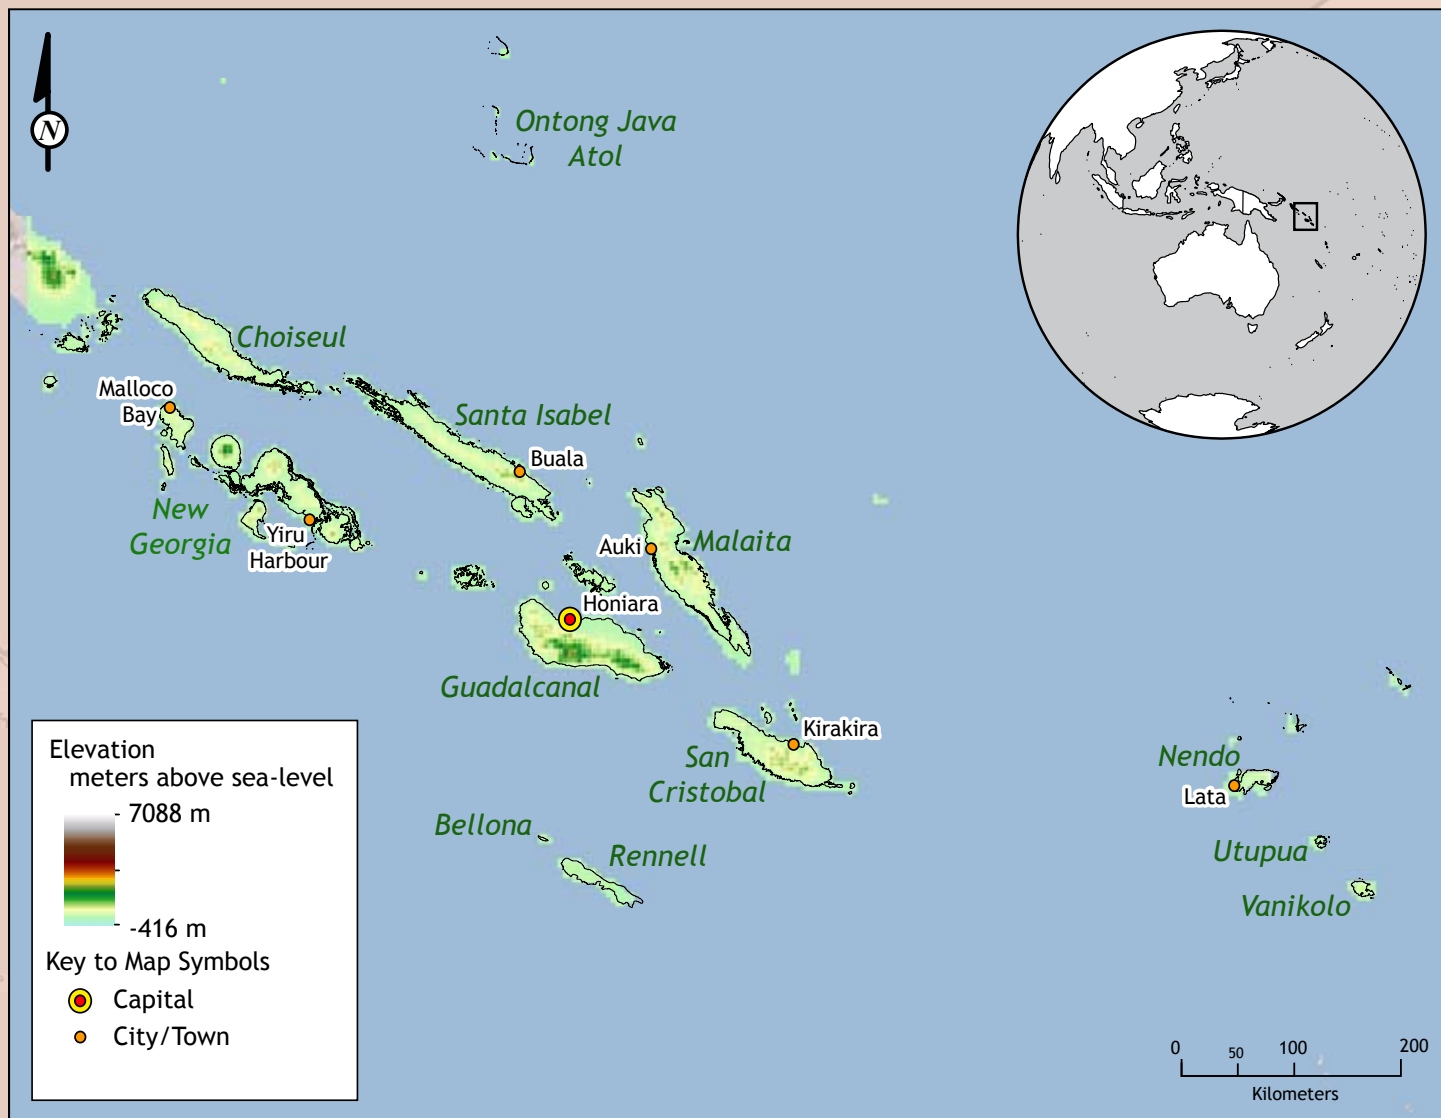 N
Ontong Java
Atol
Choiseul
Malloco
Bay
Santa Isabel
Buala
New
Georgia
Yiru
Harbour
Auki
Malaita
Honiara
Guadalcanal
Kirakira
San
Cristobal
Nendo
Lata
Bellona
Rennell
Utupua
Vanikolo
Elevation
meters above sea-level
7088 m
-416 m
Key to Map Symbols
Capital
City/Town
0 50 100 200
Kilometers